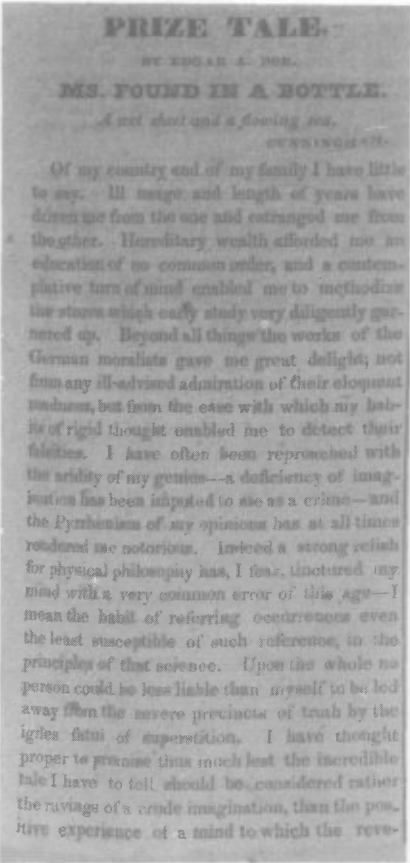 PRIZE TALE.
BY EDGAR A. POE.
MS. FOUND IN A BOTTLE.
A wet sheet and a flowing sea.
CUNNINGHAM.
Of my country and of my family I have little
to say. Ill usage and length of years have
driven me from the one and estranged me from
the other. Hereditary wealth afforded me an
education of no common order, and a contem-
plative turn of mind enabled me to methodize
the stores which early study very diligently gar-
nered up. Beyond all things the works of the
German moralists gave me great delight; not
from any ill-advised admiration of their eloquent
madness, but from the ease with which my hab-
its of rigid thought enabled me to detect their
falsities. I have often been reproached with
the aridity of my genius—a deficiency of imag-
ination has been imputed to me as a crime—and
the Pyrrhonism of my opinions has at all times
rendered me notorious. Indeed a strong relish
for physical philosophy has, I fear, tinctured my
mind with a very common error of this age—I
mean the habit of referring occurrences even
the least susceptible of such reference, to the
principles of that science. Upon the whole no
person could be less liable than myself to be led
away from the severe precincts of truth by the
ignes fatui of superstition. I have thought
proper to premise thus much lest the incredible
tale I have to tell should be considered rather
the ravings of a crude imagination, than the pos-
itive experience of a mind to which the reve-